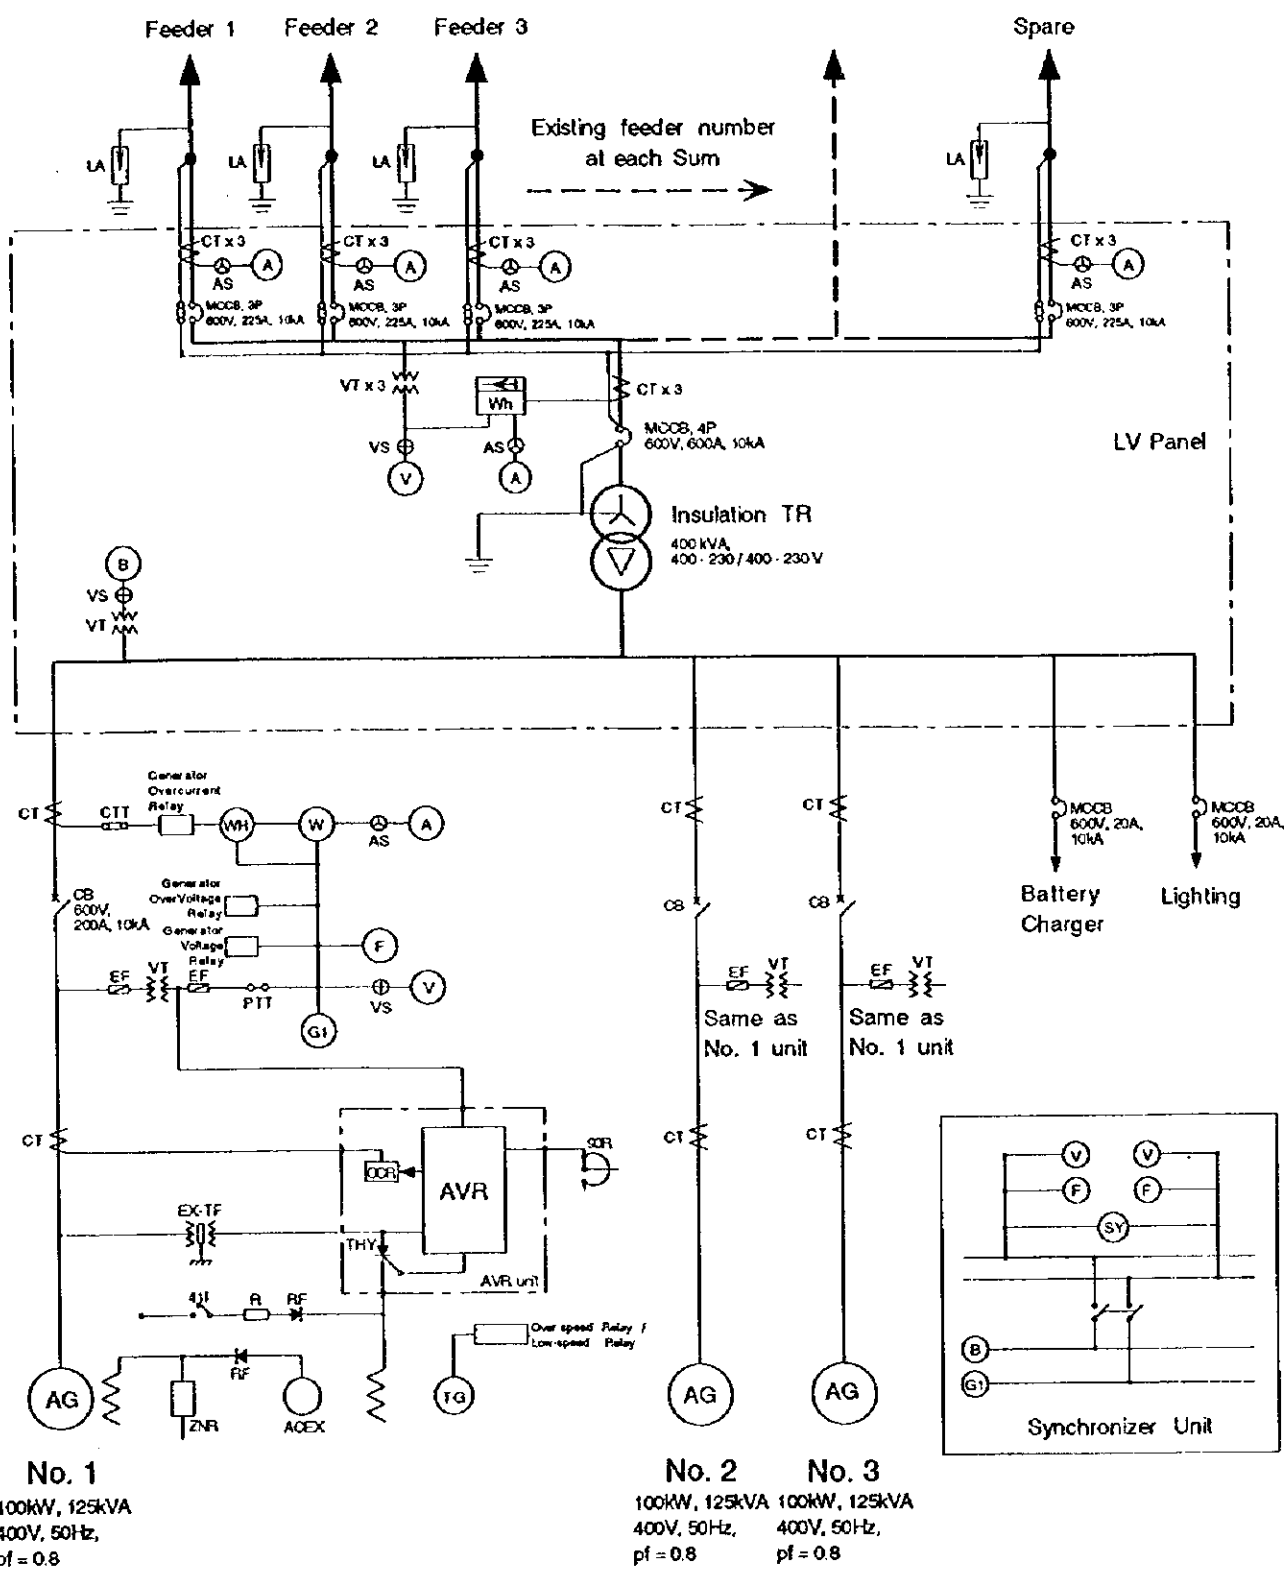 Feeder 1
Feeder 2
Feeder 3
Spare
Existing feeder number
at each Sum
LA
LA
LA
LA
CT x 3
A
AS
CT x 3
A
AS
CT x 3
A
AS
CT x 3
A
AS
MCCB, 3P
600V, 225A, 10kA
MCCB, 3P
600V, 225A, 10kA
MCCB, 3P
600V, 225A, 10kA
MCCB, 3P
600V, 225A, 10kA
VT x 3
Wh
CT x 3
MCCB, 4P
600V, 600A, 10kA
VS
V
AS
A
LV Panel
Insulation TR
400 kVA,
400 - 230 / 400 - 230 V
B
VS
VT
CT
CTT
Generator
Overcurrent
Relay
WH
W
AS
A
CB
600V,
200A, 10kA
Generator
OverVoltage
Relay
Generator
Voltage
Relay
F
EF
VT
EF
PTT
VS
V
G1
CT
CT
CB
CB
EF
VT
EF
VT
Same as
No. 1 unit
Same as
No. 1 unit
MCCB
600V, 20A,
10kA
MCCB
600V, 20A,
10kA
Battery
Charger
Lighting
CT
CT
CT
OCR
AVR
90R
EX-TF
THY
AVR unit
41f
R
RF
Over speed Relay /
Low-speed Relay
AG
RF
ZNR
ACEX
TG
AG
AG
V
V
F
F
SY
B
G1
Synchronizer Unit
No. 1
100kW, 125kVA
400V, 50Hz,
pf = 0.8
No. 2
100kW, 125kVA
400V, 50Hz,
pf = 0.8
No. 3
100kW, 125kVA
400V, 50Hz,
pf = 0.8